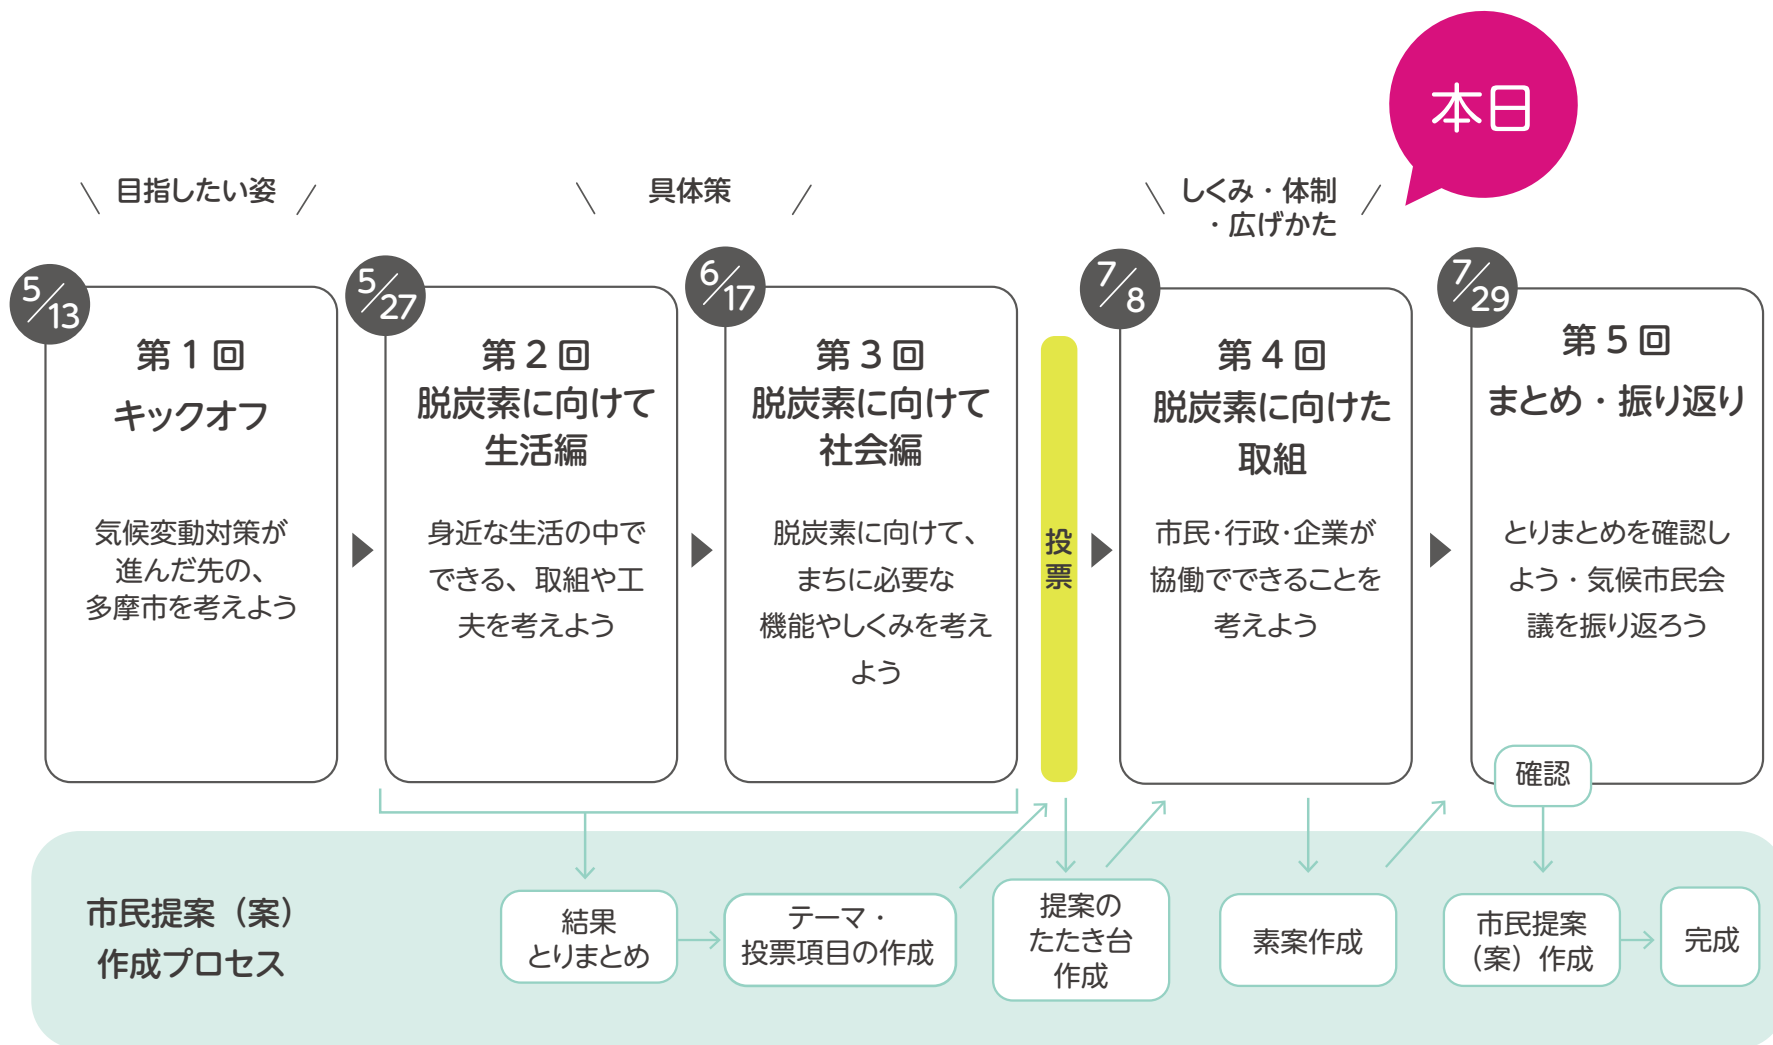 本日
目指したい姿
具体策
しくみ・体制
・広げかた
5/13
第1回
キックオフ
気候変動対策が
進んだ先の、
多摩市を考えよう
5/27
第2回
脱炭素に向けて
生活編
身近な生活の中で
できる、取組や工
夫を考えよう
6/17
第3回
脱炭素に向けて
社会編
脱炭素に向けて、
まちに必要な
機能やしくみを考え
よう
投
票
7/8
第4回
脱炭素に向けた
取組
市民・行政・企業が
協働でできることを
考えよう
7/29
第5回
まとめ・振り返り
とりまとめを確認し
よう・気候市民会
議を振り返ろう
確認
市民提案（案）
作成プロセス
結果
とりまとめ
テーマ・
投票項目の作成
提案の
たたき台
作成
素案作成
市民提案
（案）作成
完成